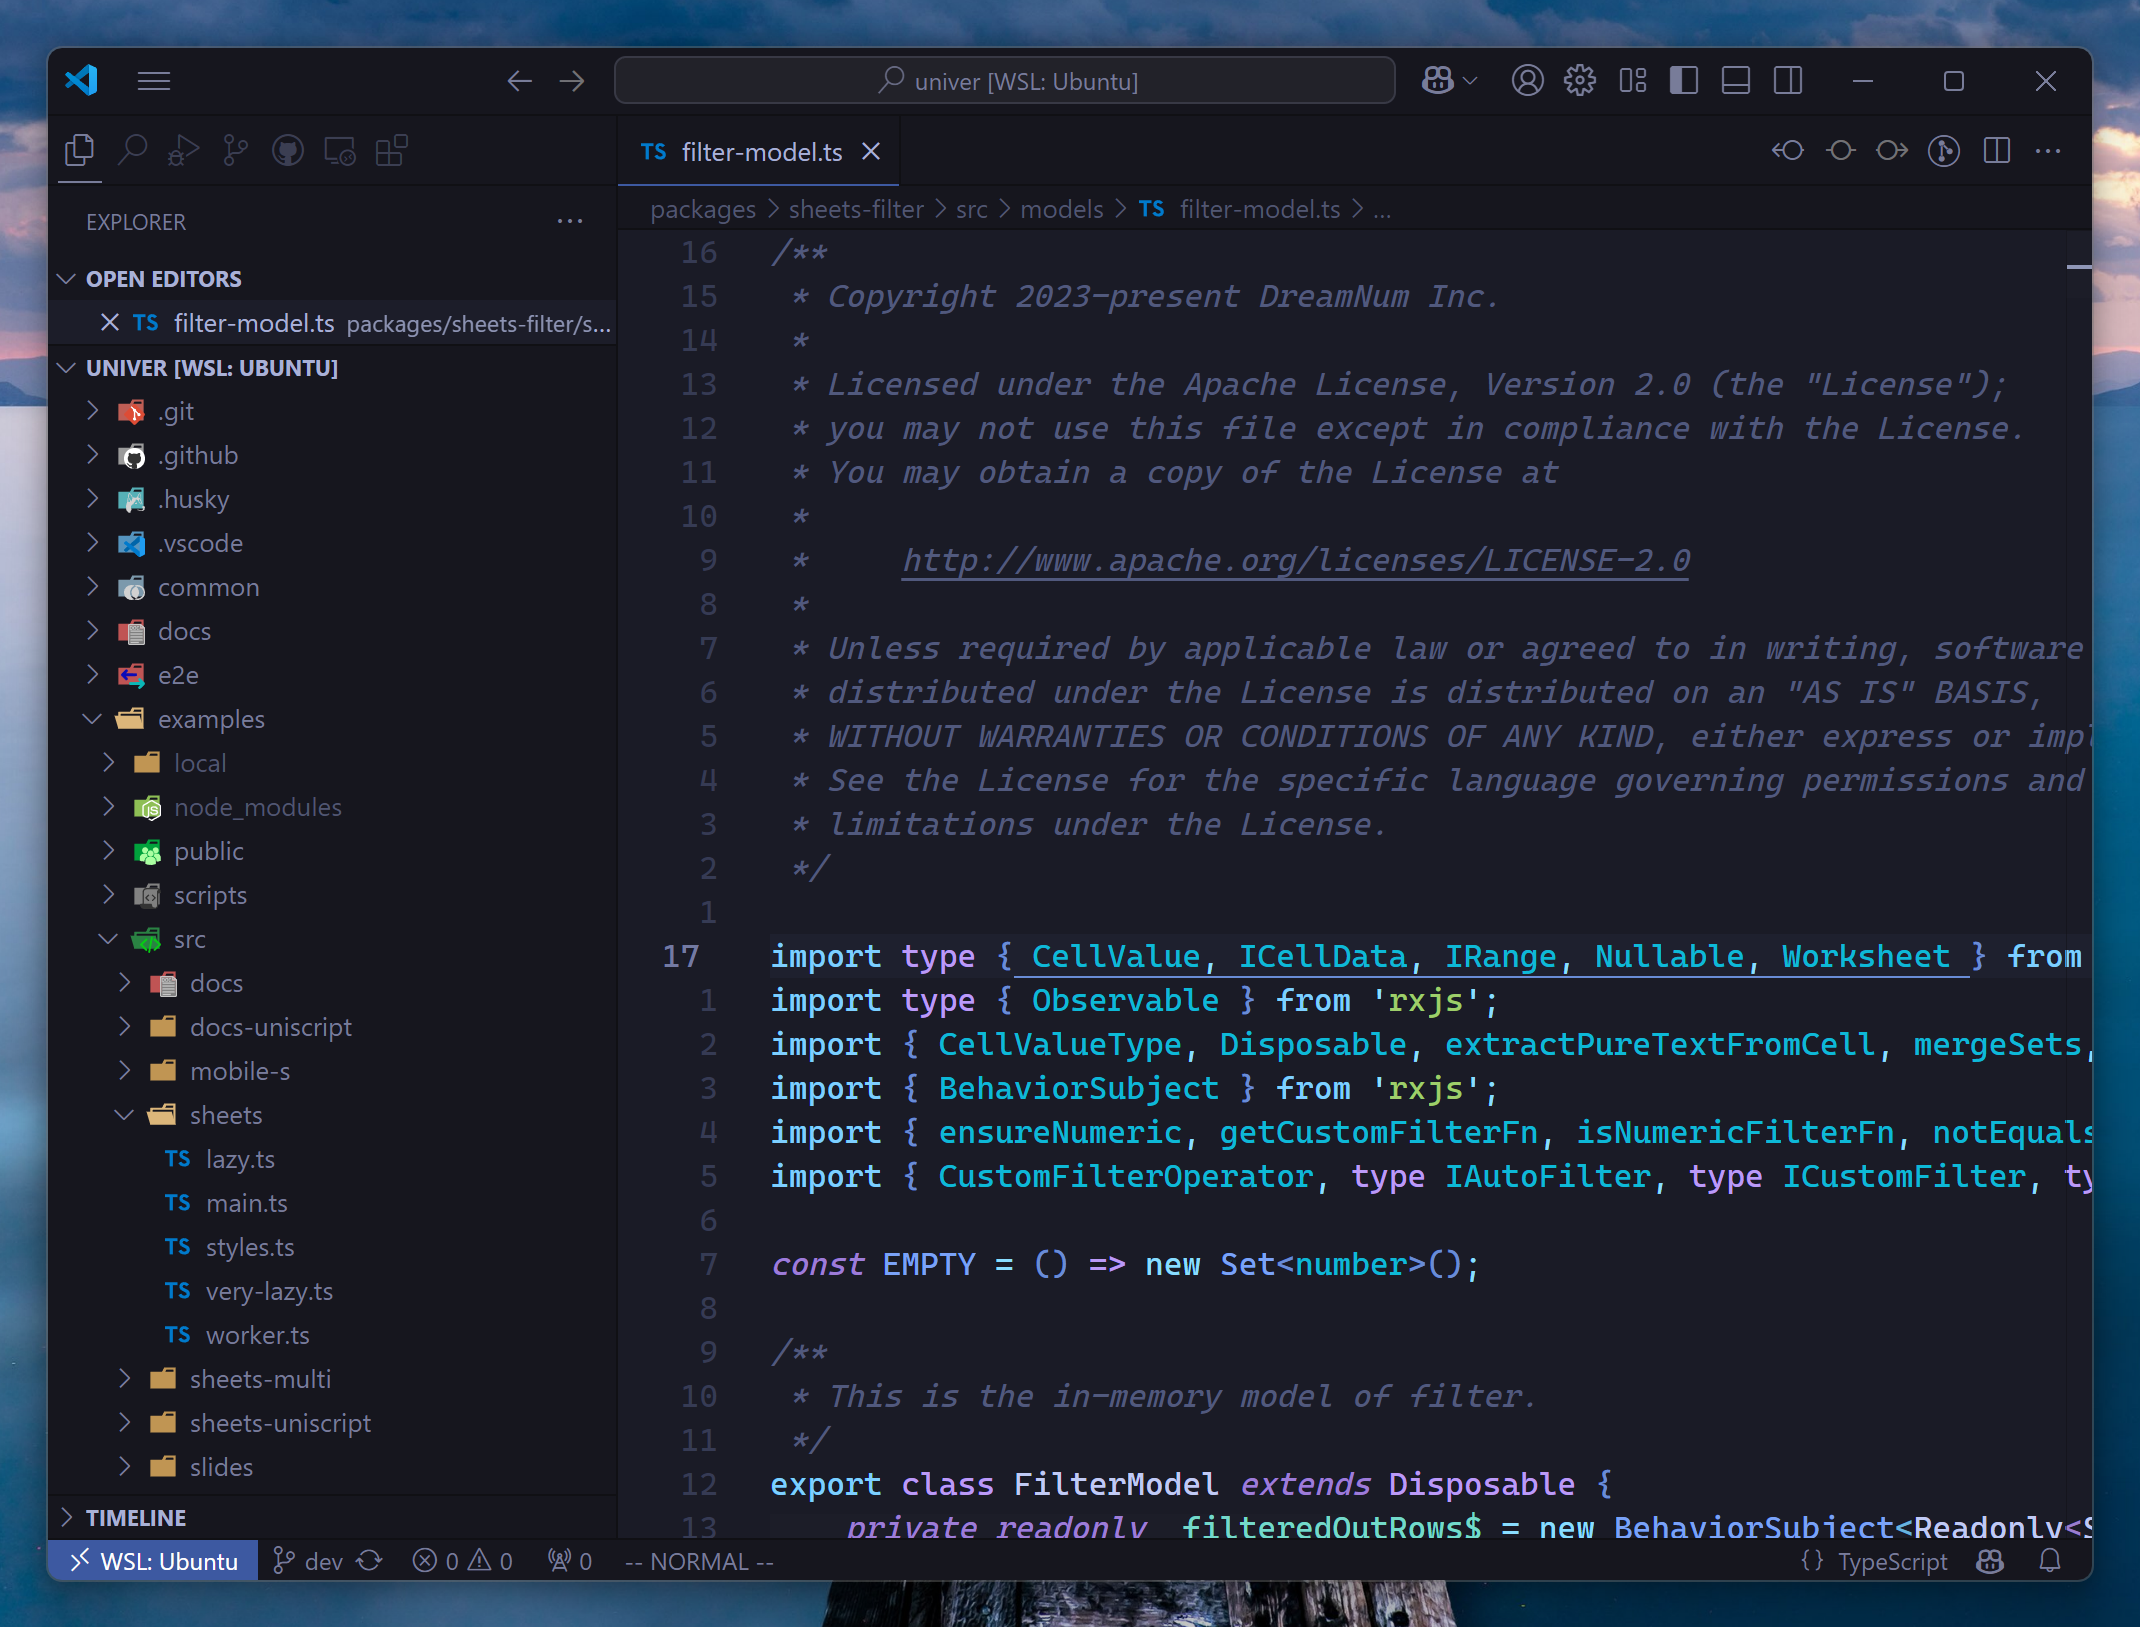 univer [WSL: Ubuntu]
EXPLORER
OPEN EDITORS
TS filter-model.ts packages/sheets-filter/s...
UNIVER [WSL: UBUNTU]
.git
.github
.husky
.vscode
common
docs
e2e
examples
local
node_modules
public
scripts
src
docs
docs-uniscript
mobile-s
sheets
TS lazy.ts
TS main.ts
TS styles.ts
TS very-lazy.ts
TS worker.ts
sheets-multi
sheets-uniscript
slides
TIMELINE
TS filter-model.ts
packages > sheets-filter > src > models > TS filter-model.ts > ...
16 /**
15 * Copyright 2023-present DreamNum Inc.
14 *
13 * Licensed under the Apache License, Version 2.0 (the "License");
12 * you may not use this file except in compliance with the License.
11 * You may obtain a copy of the License at
10 *
9 * http://www.apache.org/licenses/LICENSE-2.0
8 *
7 * Unless required by applicable law or agreed to in writing, software
6 * distributed under the License is distributed on an "AS IS" BASIS,
5 * WITHOUT WARRANTIES OR CONDITIONS OF ANY KIND, either express or impl
4 * See the License for the specific language governing permissions and
3 * limitations under the License.
2 */
1
17 import type { CellValue, ICellData, IRange, Nullable, Worksheet } from
1 import type { Observable } from 'rxjs';
2 import { CellValueType, Disposable, extractPureTextFromCell, mergeSets,
3 import { BehaviorSubject } from 'rxjs';
4 import { ensureNumeric, getCustomFilterFn, isNumericFilterFn, notEquals
5 import { CustomFilterOperator, type IAutoFilter, type ICustomFilter, ty
6
7 const EMPTY = () => new Set<number>();
8
9 /**
10 * This is the in-memory model of filter.
11 */
12 export class FilterModel extends Disposable {
13 private readonly _filteredOutRows$ = new BehaviorSubject<Readonly<S
WSL: Ubuntu dev 0 0 0 -- NORMAL -- {} TypeScript